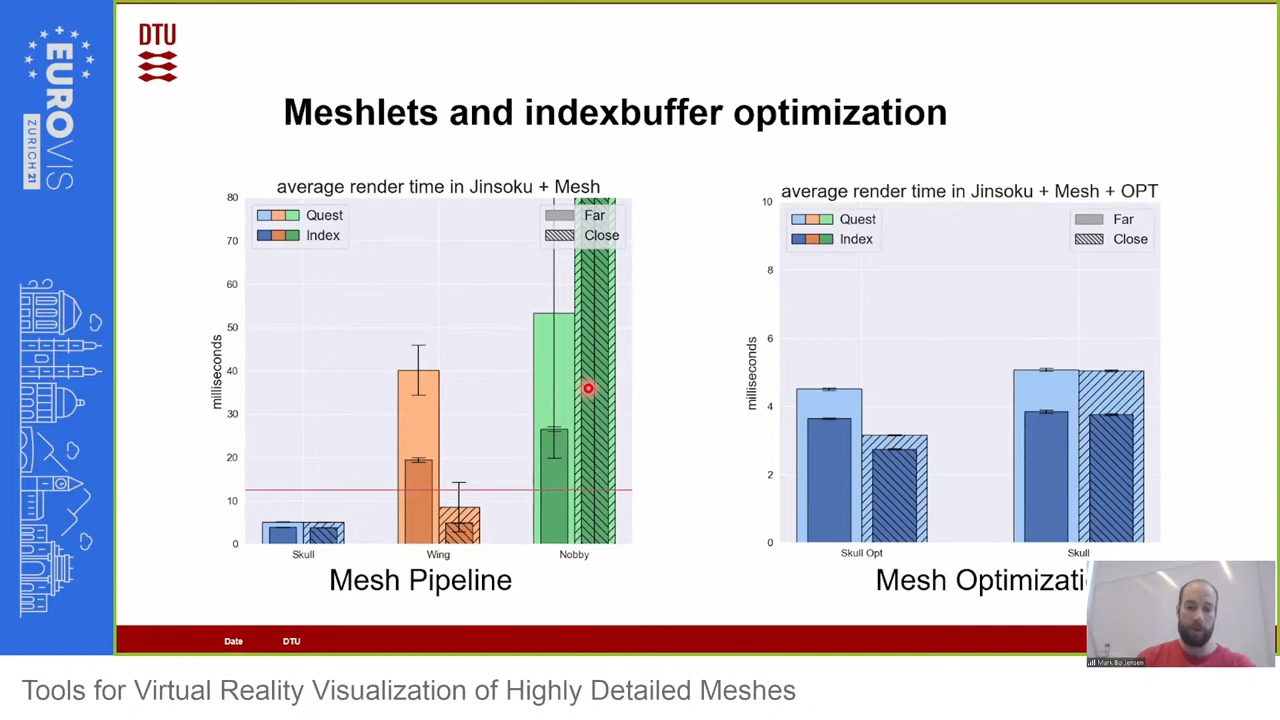 EUROVIS
ZURICH 21
DTU
Meshlets and indexbuffer optimization
average render time in Jinsoku + Mesh
80
70
60
50
40
30
20
10
0
milliseconds
Quest
Index
Far
Close
Skull
Wing
Nobby
Mesh Pipeline
average render time in Jinsoku + Mesh + OPT
10
8
6
4
2
0
milliseconds
Quest
Index
Far
Close
Skull Opt
Skull
Mesh Optimizati
Mark Bo Jensen
Date DTU
Tools for Virtual Reality Visualization of Highly Detailed Meshes